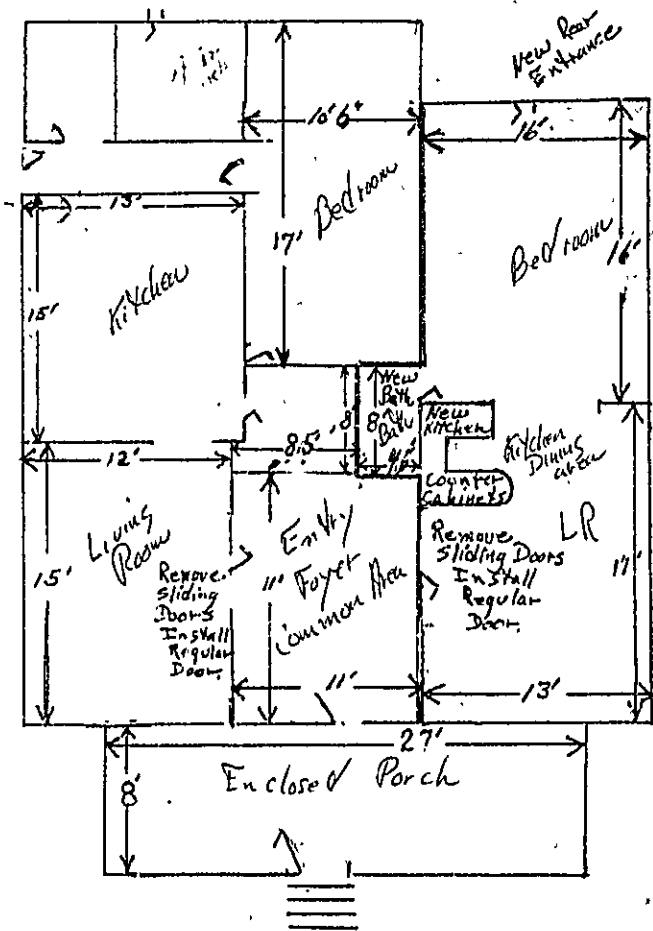 New Rear
Entrance
10'6"
16'
13'
17'
Bedroom
Bedroom
16'
Kitchen
15'
New
Bath
8'
8'
New
Kitchen
Kitchen
Dining
area
8.5'
12'
Counter
Cabinets
Living
Room
Entry
Foyer
Common Area
LR
15'
11'
17'
Remove
Sliding
Doors
Install
Regular
Door.
Remove
Sliding Doors
Install
Regular
Door.
11'
13'
27'
8'
Enclosed Porch